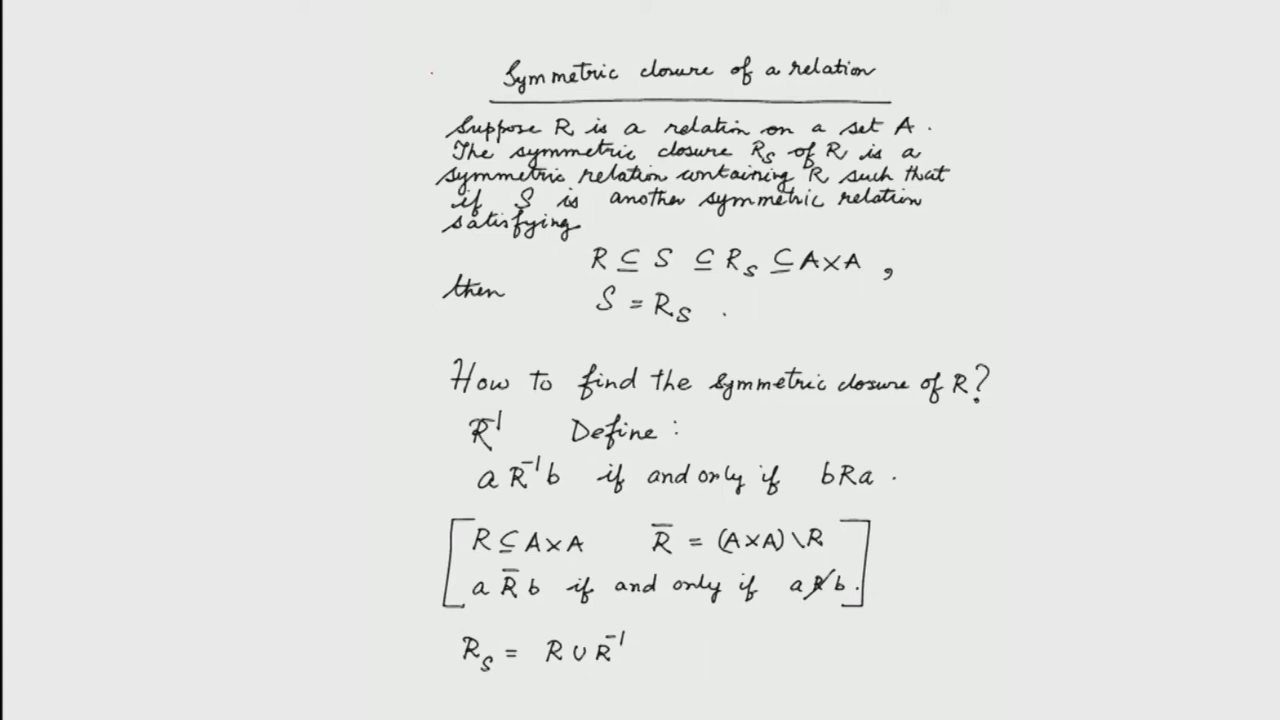 Symmetric closure of a relation
Suppose R is a relation on a set A.
The symmetric closure R_S of R is a
symmetric relation containing R such that
if S is another symmetric relation
satisfying
R ⊆ S ⊆ R_S ⊆ A×A ,
then S = R_S .
How to find the symmetric closure of R?
R⁻¹ Define :
a R⁻¹ b if and only if bRa .
[ R ⊆ A×A R̅ = (A×A) \ R
a R̅ b if and only if a R̸ b. ]
R_S = R ∪ R⁻¹